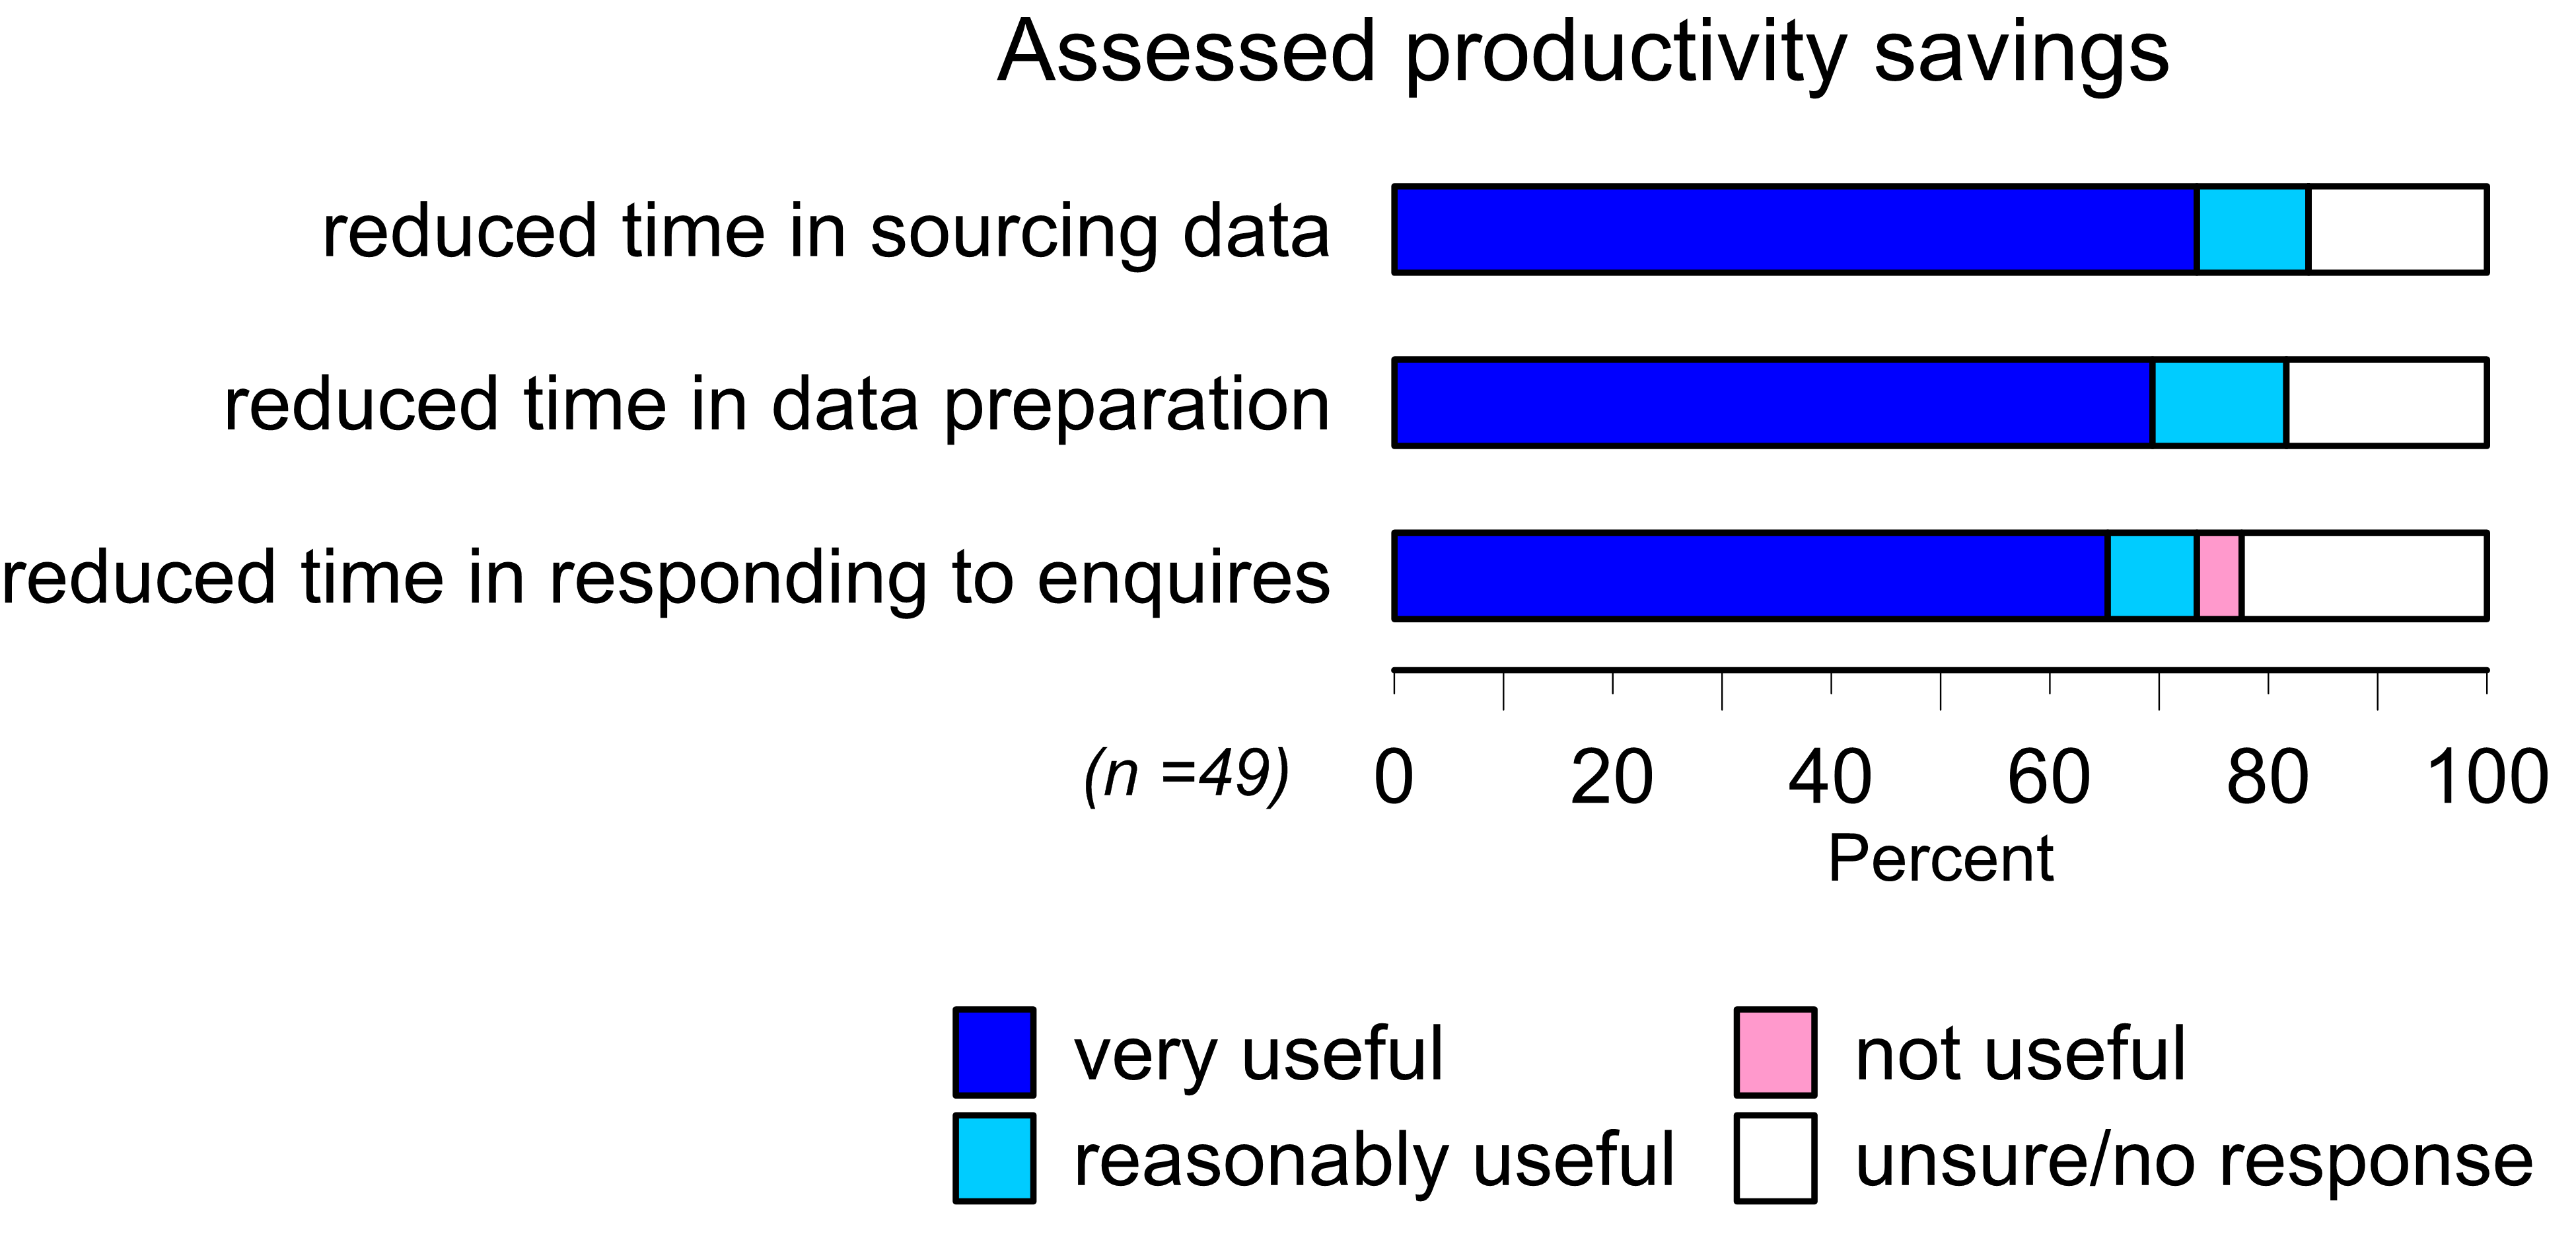 Assessed productivity savings
reduced time in sourcing data
reduced time in data preparation
reduced time in responding to enquires
(n =49) 0 20 40 60 80 100
Percent
very useful
not useful
reasonably useful
unsure/no response